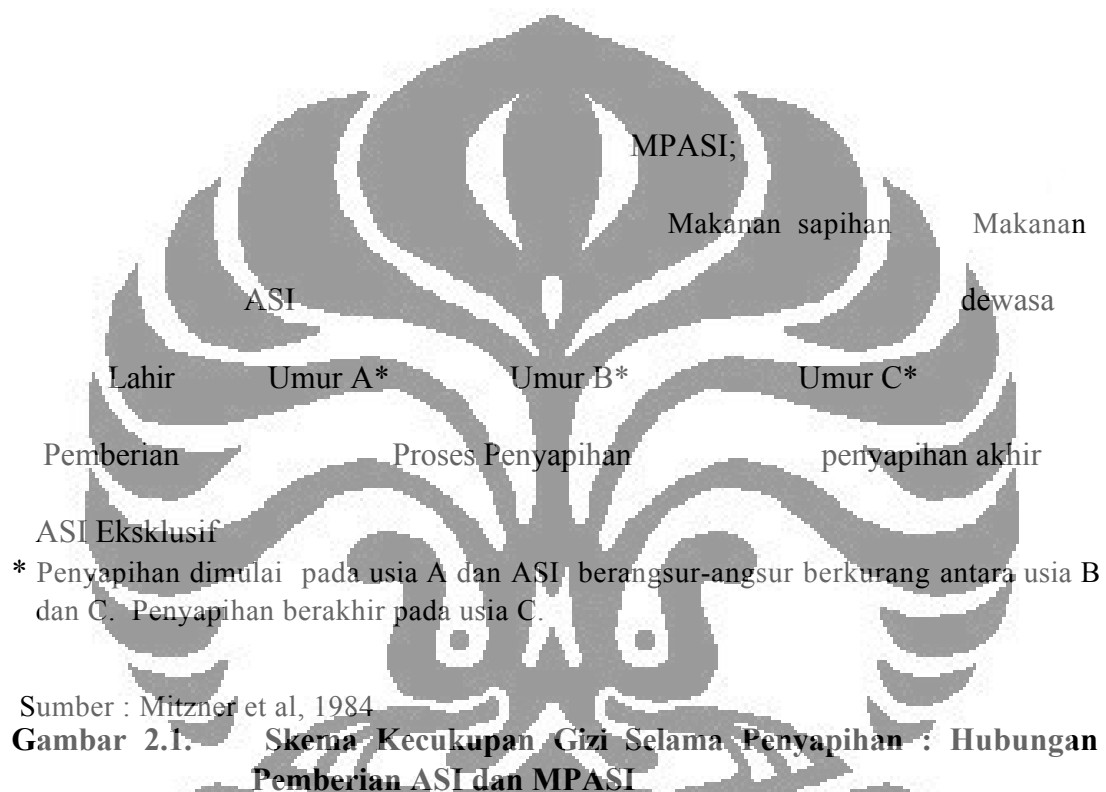 MPASI;
Makanan sapihan Makanan
ASI dewasa
Lahir Umur A* Umur B* Umur C*
Pemberian Proses Penyapihan penyapihan akhir
ASI Eksklusif
* Penyapihan dimulai pada usia A dan ASI berangsur-angsur berkurang antara usia B
dan C. Penyapihan berakhir pada usia C.
Sumber : Mitzner et al, 1984
Gambar 2.1. Skema Kecukupan Gizi Selama Penyapihan : Hubungan
Pemberian ASI dan MPASI